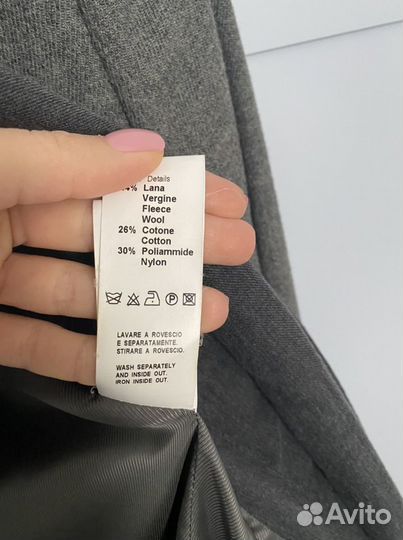 Details
Lana
Vergine
Fleece
Wool
26% Cotone
Cotton
30% Poliammide
Nylon
P
LAVARE A ROVESCIO
E SEPARATAMENTE.
STIRARE A ROVESCIO.
WASH SEPARATELY
AND INSIDE OUT.
IRON INSIDE OUT.
Avito